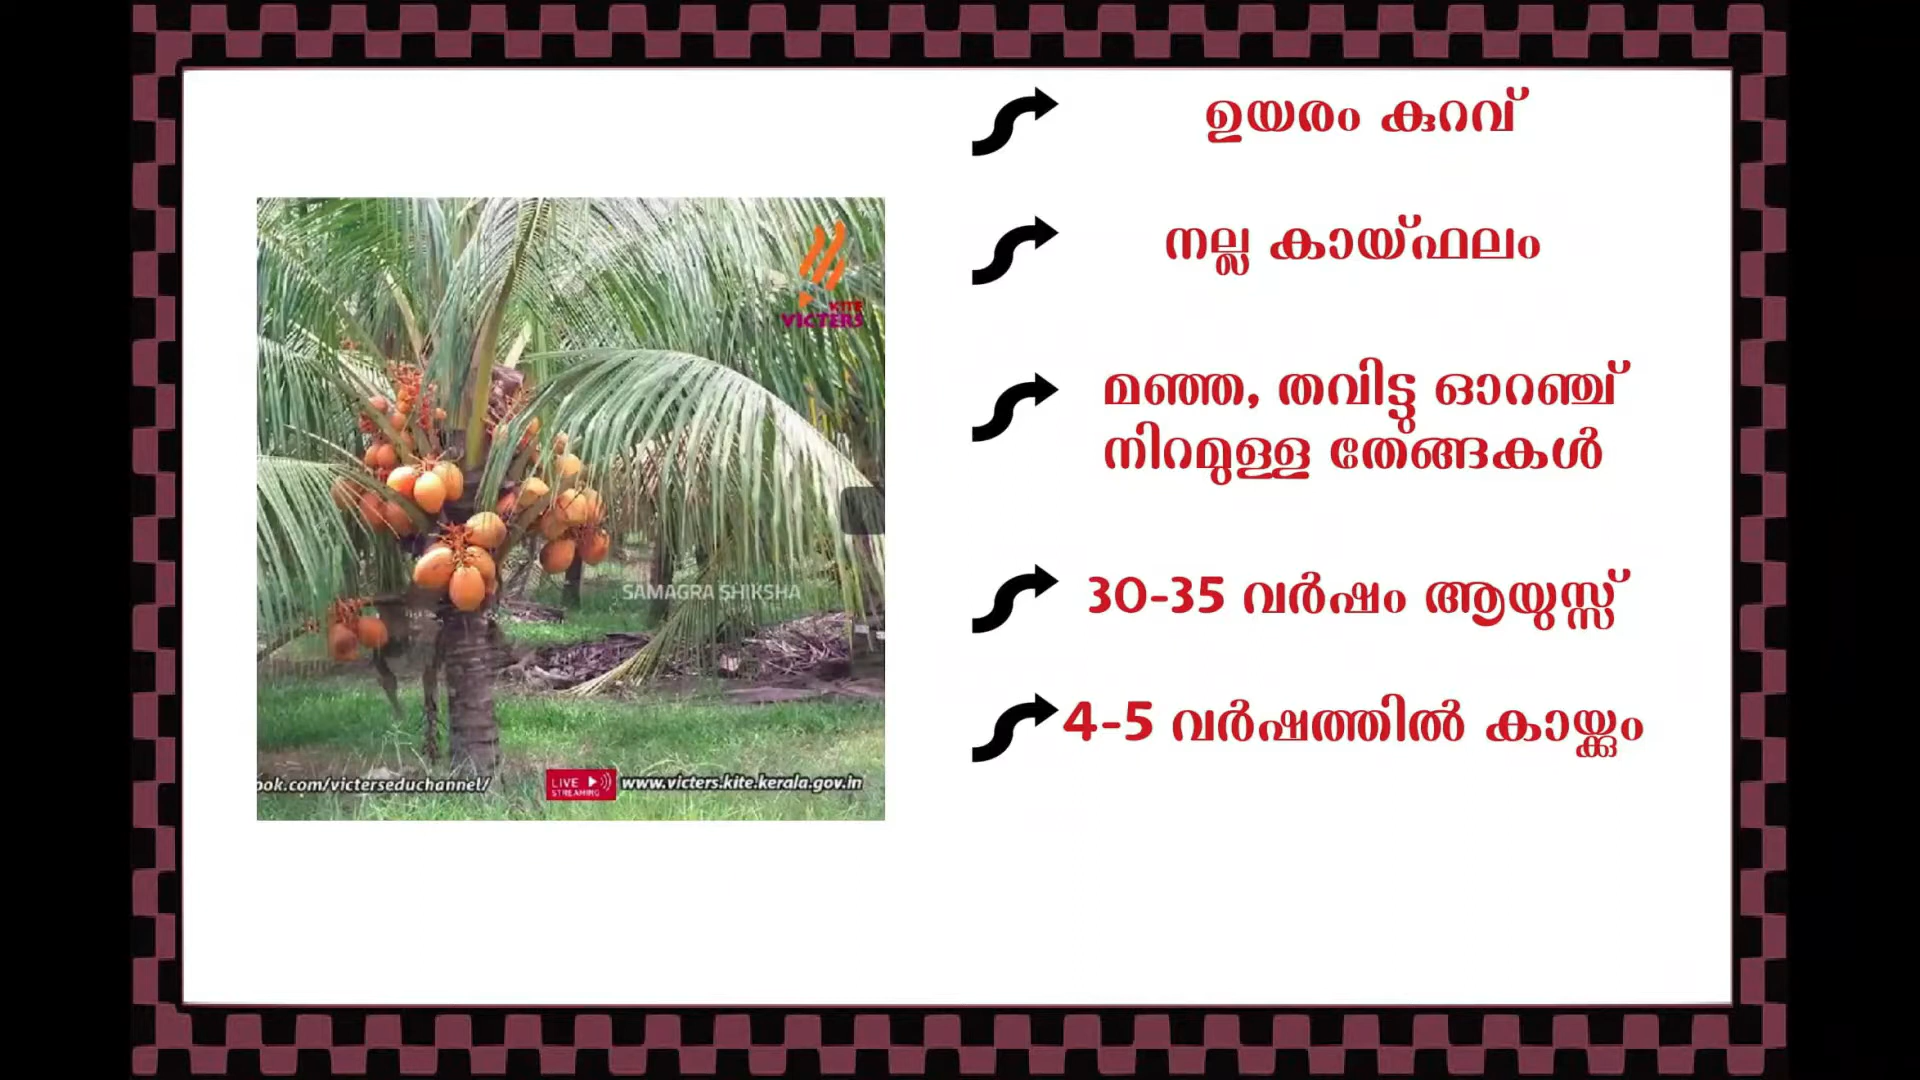 ഉയരം കുറവ്
നല്ല കായ്ഫലം
മഞ്ഞ, തവിട്ടു ഓറഞ്ച്
നിറമുള്ള തേങ്ങകൾ
30-35 വർഷം ആയുസ്സ്
4-5 വർഷത്തിൽ കായ്ക്കും
KITE
VICTERS
SAMAGRA SHIKSHA
ook.com/victerseduchannel/
LIVE
STREAMING
www.victers.kite.kerala.gov.in